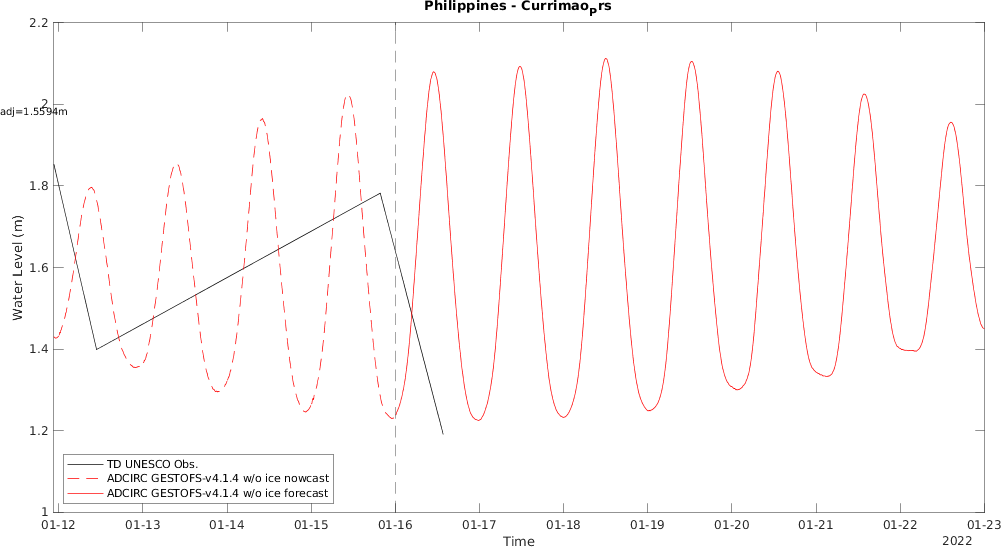 Philippines - Currimaoprs
2.2
2
adj=1.5594m
1.8
1.6
1.4
1.2
1
Water Level (m)
TD UNESCO Obs.
ADCIRC GESTOFS-v4.1.4 w/o ice nowcast
ADCIRC GESTOFS-v4.1.4 w/o ice forecast
01-12 01-13 01-14 01-15 01-16 01-17 01-18 01-19 01-20 01-21 01-22 01-23
Time
2022